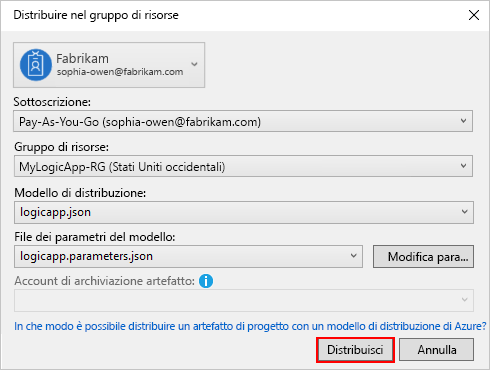 Distribuire nel gruppo di risorse
Fabrikam
sophia-owen@fabrikam.com
Sottoscrizione:
Pay-As-You-Go (sophia-owen@fabrikam.com)
Gruppo di risorse:
MyLogicApp-RG (Stati Uniti occidentali)
Modello di distribuzione:
logicapp.json
File dei parametri del modello:
logicapp.parameters.json
Modifica para...
Account di archiviazione artefatto:
In che modo è possibile distribuire un artefatto di progetto con un modello di distribuzione di Azure?
Distribuisci
Annulla